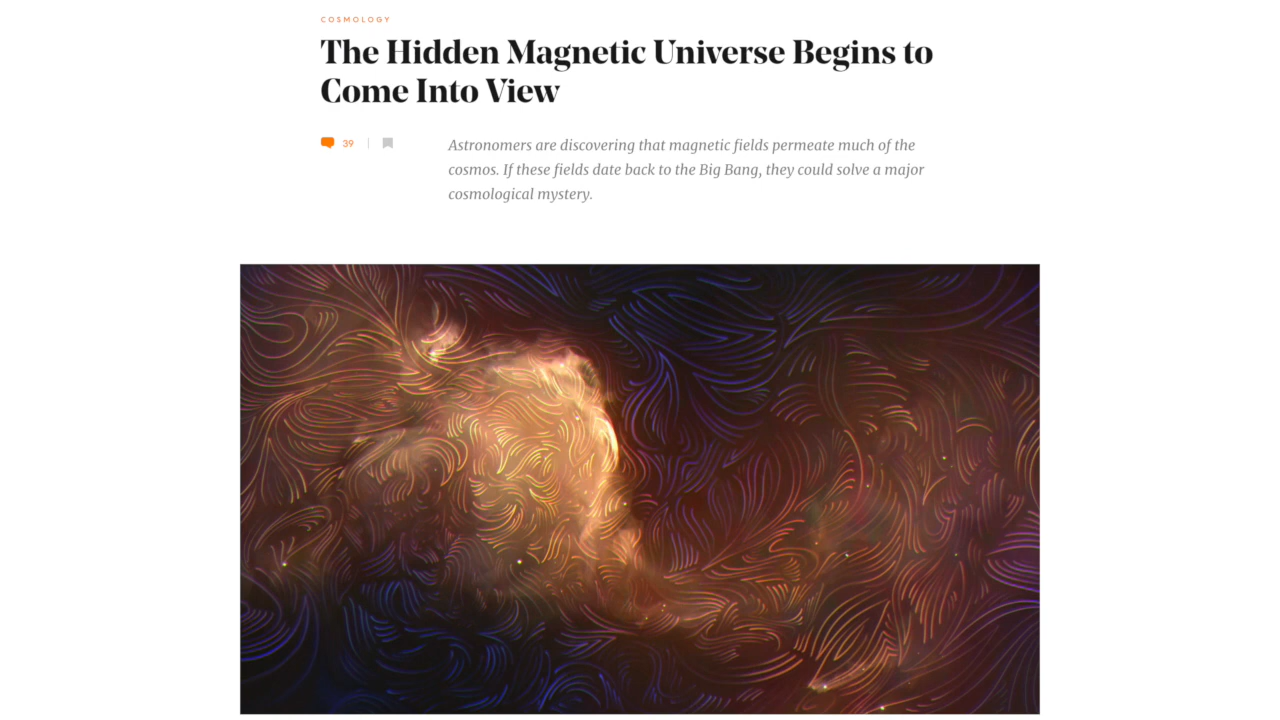 COSMOLOGY
The Hidden Magnetic Universe Begins to
Come Into View
39
Astronomers are discovering that magnetic fields permeate much of the
cosmos. If these fields date back to the Big Bang, they could solve a major
cosmological mystery.